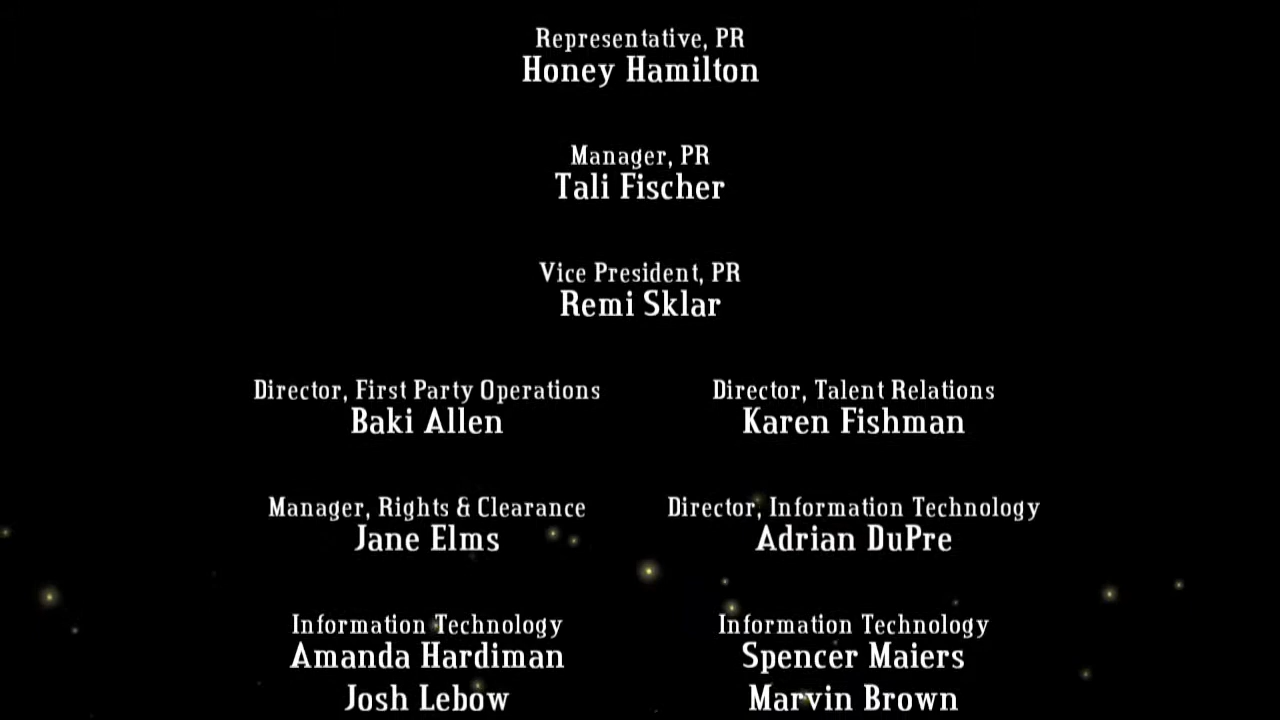 Representative, PR
Honey Hamilton
Manager, PR
Tali Fischer
Vice President, PR
Remi Sklar
Director, First Party Operations
Baki Allen
Director, Talent Relations
Karen Fishman
Manager, Rights & Clearance
Jane Elms
Director, Information Technology
Adrian DuPre
Information Technology
Amanda Hardiman
Josh Lebow
Information Technology
Spencer Maiers
Marvin Brown